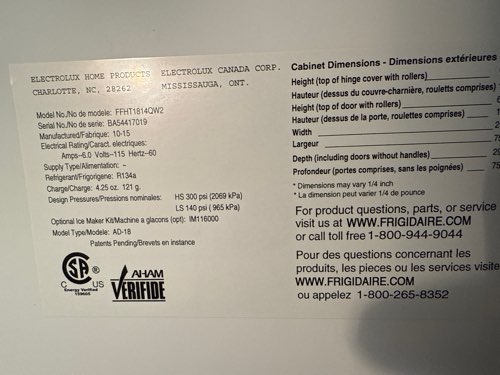 ELECTROLUX HOME PRODUCTS ELECTROLUX CANADA CORP.
CHARLOTTE, NC, 28262 MISSISSAUGA, ONT.
Model No./No de modele: FFHT1814QW2
Serial No./No de serie: BA54417019
Manufactured/Fabrique: 10-15
Electrical Rating/Caract. electriques:
Amps–6.0 Volts–115 Hertz–60
Supply Type/Alimentation: –
Refrigerant/Frigorigene: R134a
Charge/Charge: 4.25 oz. 121 g.
Design Pressures/Pressions nominales: HS 300 psi (2069 kPa)
LS 140 psi ( 965 kPa)
Optional Ice Maker Kit/Machine a glacons (opt): IM116000
Model Type/Modele: AD-18
Patents Pending/Brevets en instance
SA ®
C US
Energy Verified
AHAM
VERIFIDE
Cabinet Dimensions - Dimensions extérieures
Height (top of hinge cover with rollers)
Hauteur (dessus du couvre-charnière, roulettes comprises)
Height (top of door with rollers)
Hauteur (dessus de la porte, roulettes comprises)
Width
Largeur
Depth (including doors without handles)
Profondeur (portes comprises, sans les poignées)
* Dimensions may vary 1/4 inch
* La dimension peut varier 1/4 de pounce
For product questions, parts, or service
visit us at WWW.FRIGIDAIRE.COM
or call toll free 1-800-944-9044
Pour des questions concernant les
produits, les pieces ou les services visite
WWW.FRIGIDAIRE.COM
ou appelez 1-800-265-8352